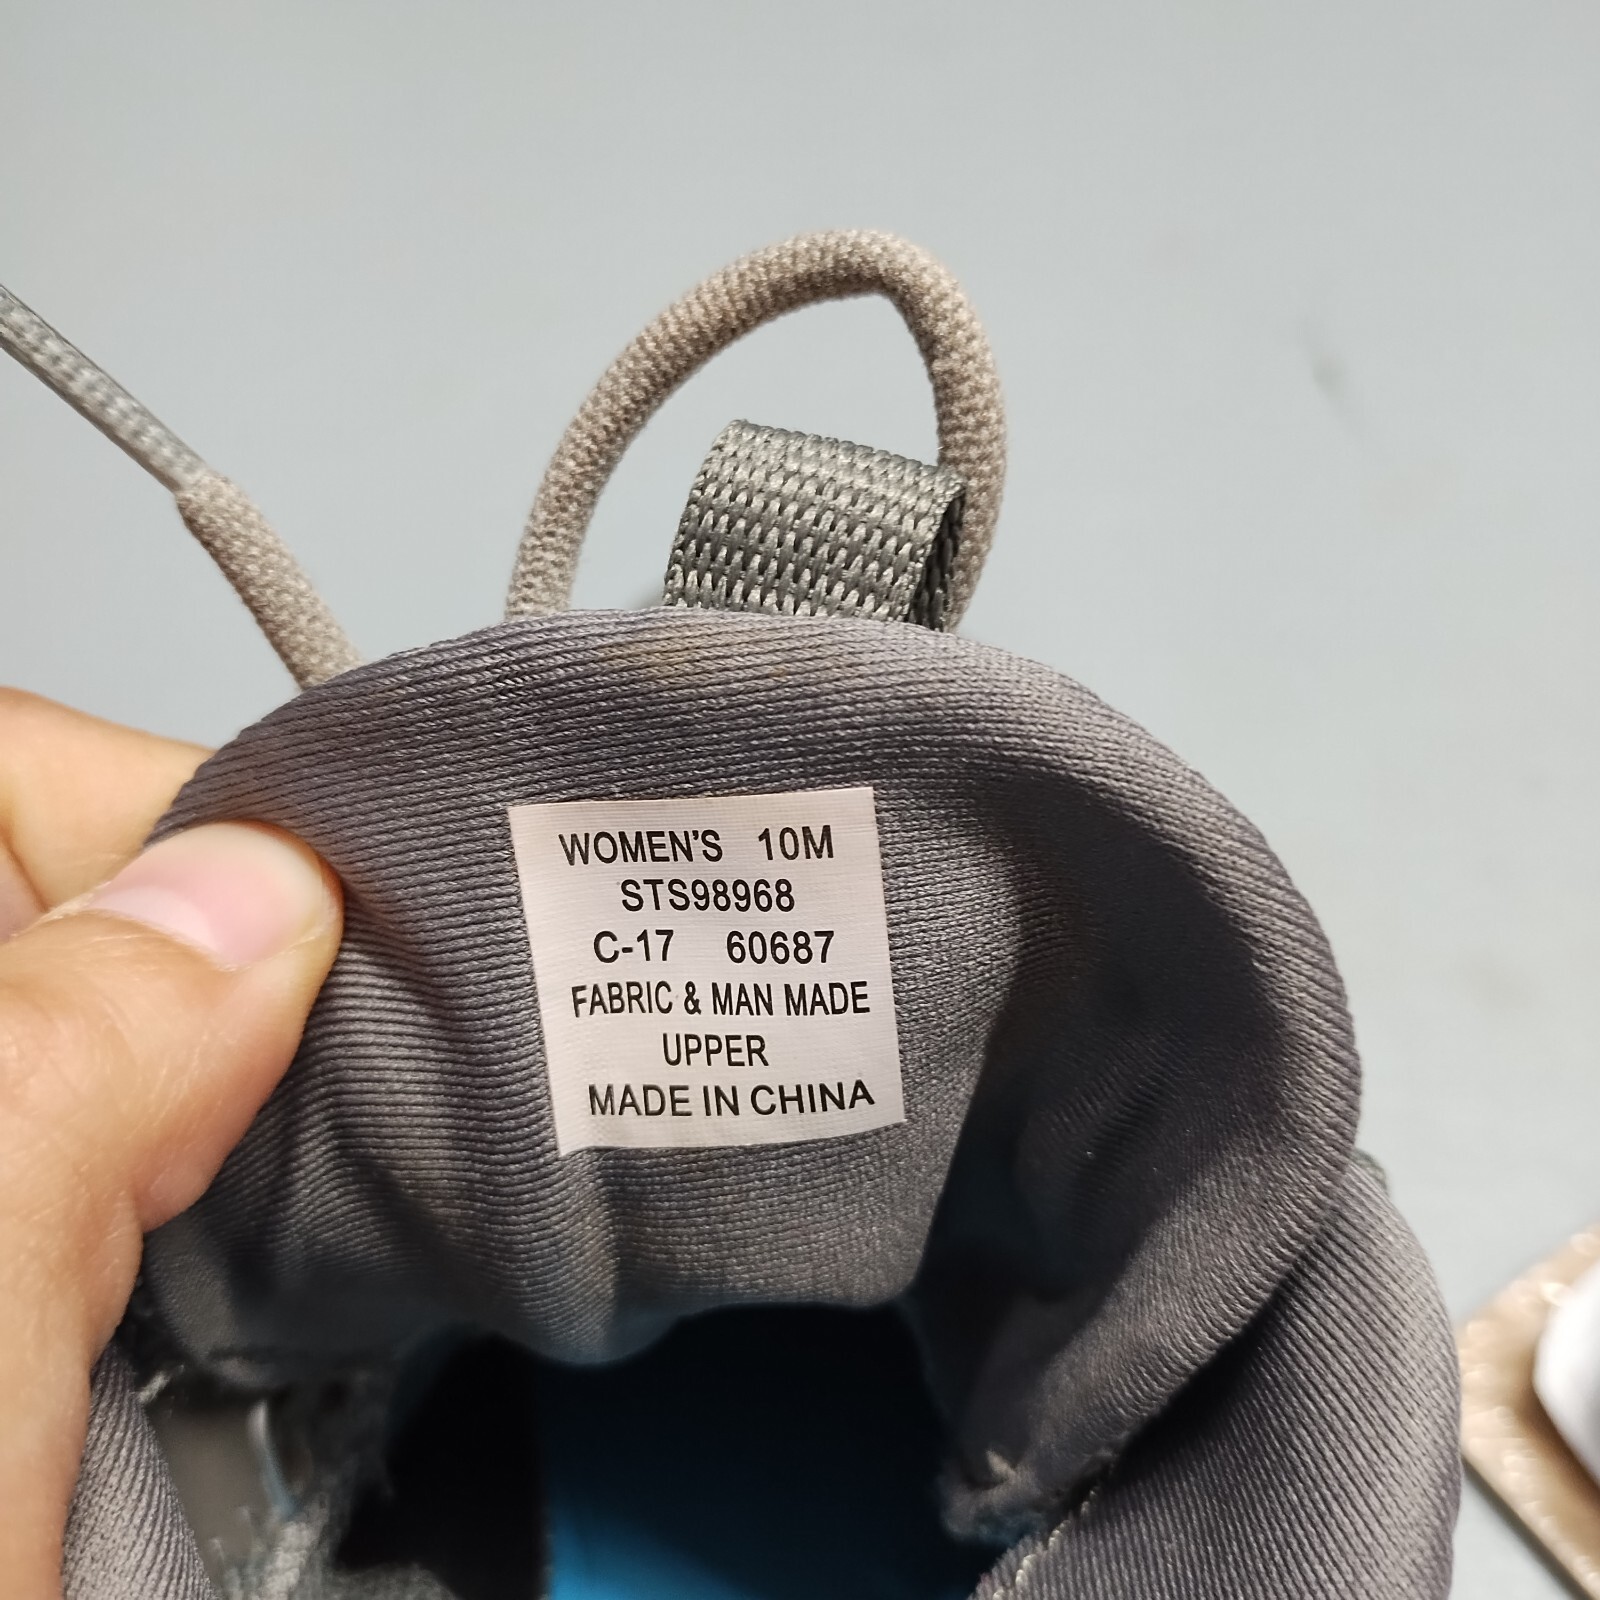 WOMEN'S 10M
STS98968
C-17 60687
FABRIC & MAN MADE
UPPER
MADE IN CHINA